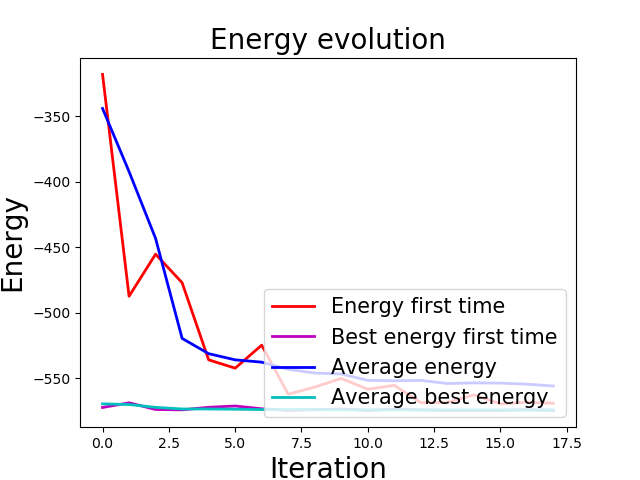 Energy evolution
Energy
−350
−400
−450
−500
−550
Energy first time
Best energy first time
Average energy
Average best energy
0.0 2.5 5.0 7.5 10.0 12.5 15.0 17.5
Iteration